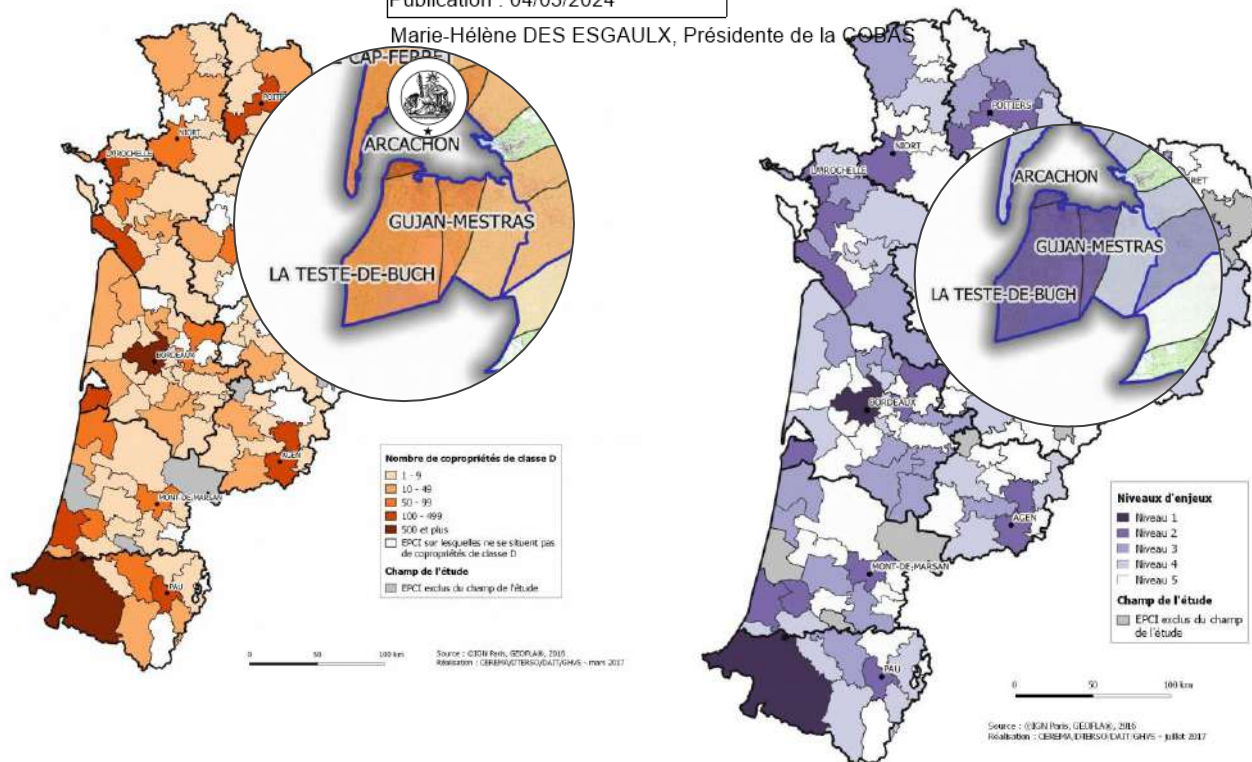 Publication : 04/03/2024
Marie-Hélène DES ESGAULX, Présidente de la COBAS
CAP-FERRET
ARCACHON
GUJAN-MESTRAS
LA TESTE-DE-BUCH
NIORT
LA ROCHELLE
BORDEAUX
AGEN
MONT-DE-MARSAN
PAU
Nombre de copropriétés de classe D
1 - 9
10 - 49
50 - 99
100 - 499
500 et plus
EPCI sur lesquelles ne se situent pas
de copropriétés de classe D
Champ de l'étude
EPCI exclus du champ de l'étude
0 50 100 km
Source : ©IGN Paris, GEOFLA®, 2016
Réalisation : CEREMA/DTERSO/DAIT/GHVS - mars 2017
POITIERS
NIORT
LA ROCHELLE
ARCACHON
GUJAN-MESTRAS
LA TESTE-DE-BUCH
RET
BORDEAUX
AGEN
MONT-DE-MARSAN
PAU
Niveaux d'enjeux
Niveau 1
Niveau 2
Niveau 3
Niveau 4
Niveau 5
Champ de l'étude
EPCI exclus du champ
de l'étude
0 50 100 km
Source : ©IGN Paris, GEOFLA®, 2016
Réalisation : CEREMA/DTERSO/DAIT/GHVS - juillet 2017